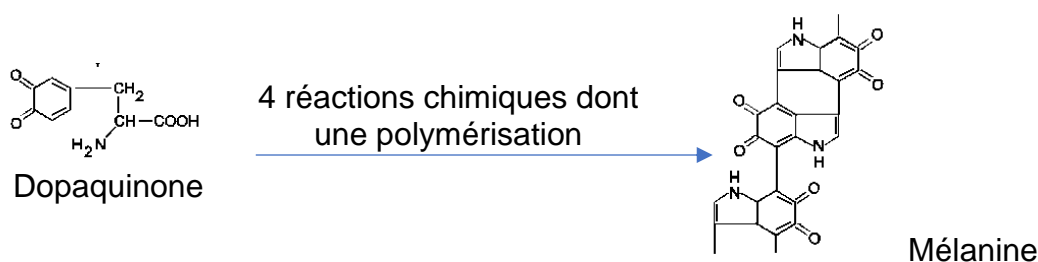 O
O
CH₂
CH
COOH
H₂N
Dopaquinone
4 réactions chimiques dont
une polymérisation
H
N
O
O
O
O
N
H
H
N
O
O
Mélanine